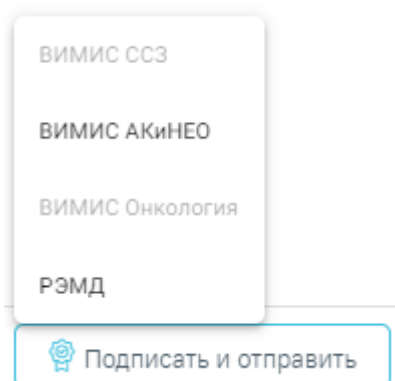 ВИМИС ССЗ
ВИМИС АКиНЕО
ВИМИС Онкология
РЭМД
Подписать и отправить